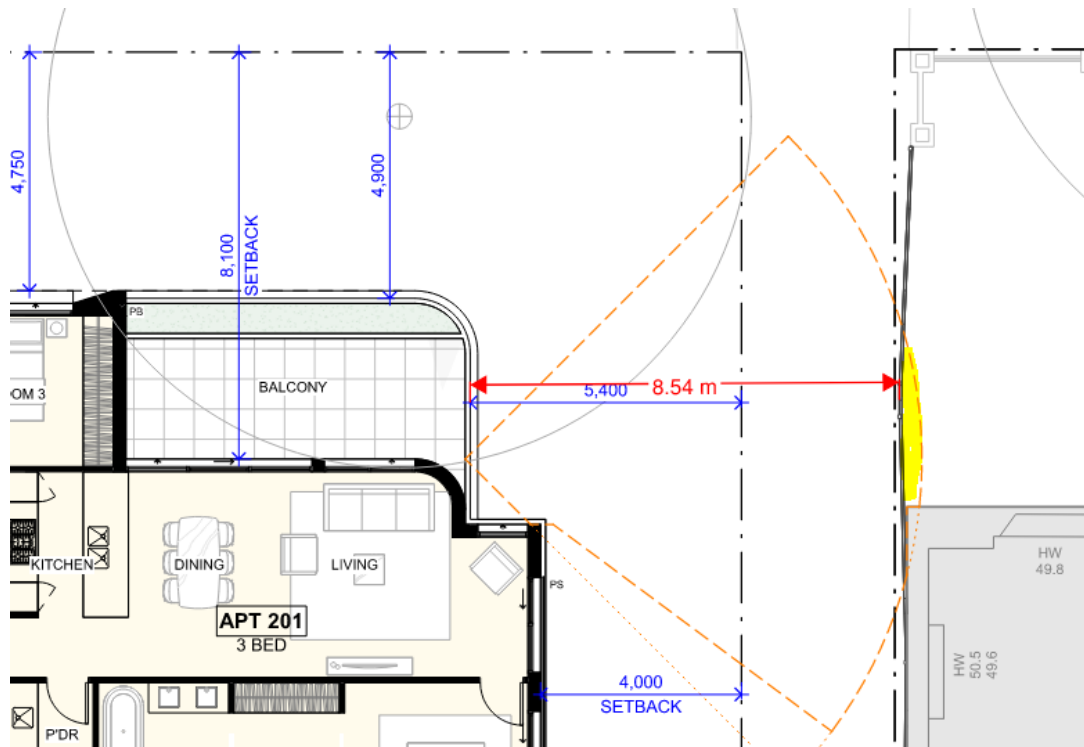 4,750
8,100
SETBACK
4,900
PB
OM 3
BALCONY
8.54 m
5,400
KITCHEN
DINING
LIVING
PS
APT 201
3 BED
HW
49.8
HW
50.5
49.6
4,000
SETBACK
P'DR